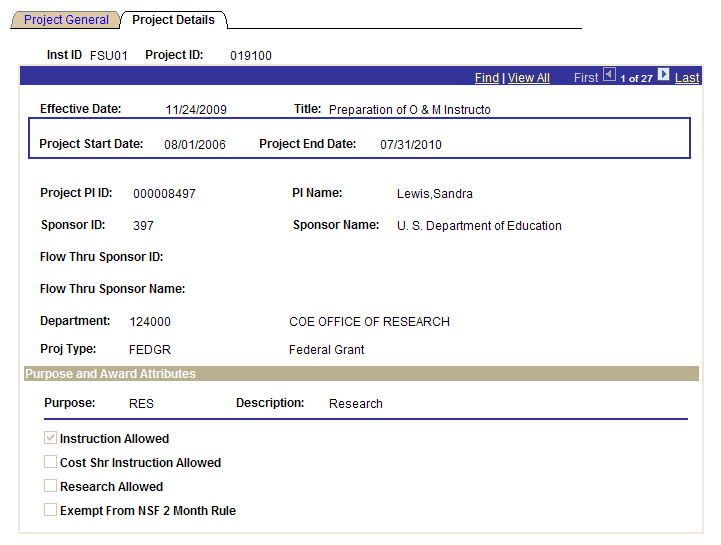 Project General Project Details
Inst ID FSU01 Project ID: 019100
Find | View All First 1 of 27 Last
Effective Date: 11/24/2009 Title: Preparation of O & M Instructo
Project Start Date: 08/01/2006 Project End Date: 07/31/2010
Project PI ID: 000008497 PI Name: Lewis,Sandra
Sponsor ID: 397 Sponsor Name: U. S. Department of Education
Flow Thru Sponsor ID:
Flow Thru Sponsor Name:
Department: 124000 COE OFFICE OF RESEARCH
Proj Type: FEDGR Federal Grant
Purpose and Award Attributes
Purpose: RES Description: Research
Instruction Allowed
Cost Shr Instruction Allowed
Research Allowed
Exempt From NSF 2 Month Rule